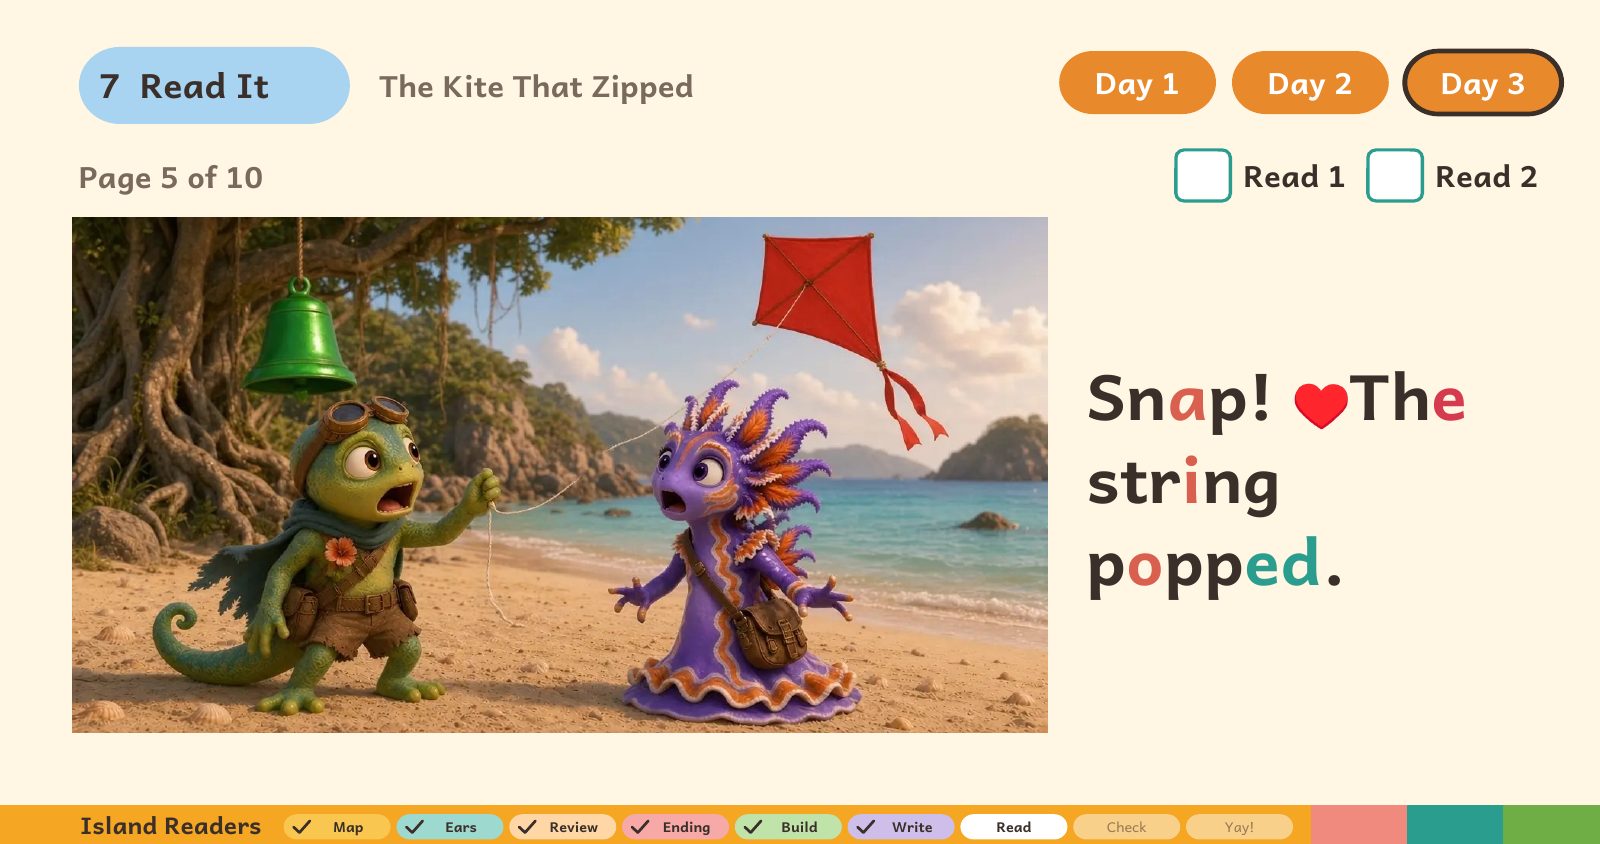 7 Read It
The Kite That Zipped
Day 1
Day 2
Day 3
Page 5 of 10
Read 1
Read 2
Snap! ❤The
string
popped.
Island Readers
Map
Ears
Review
Ending
Build
Write
Read
Check
Yay!